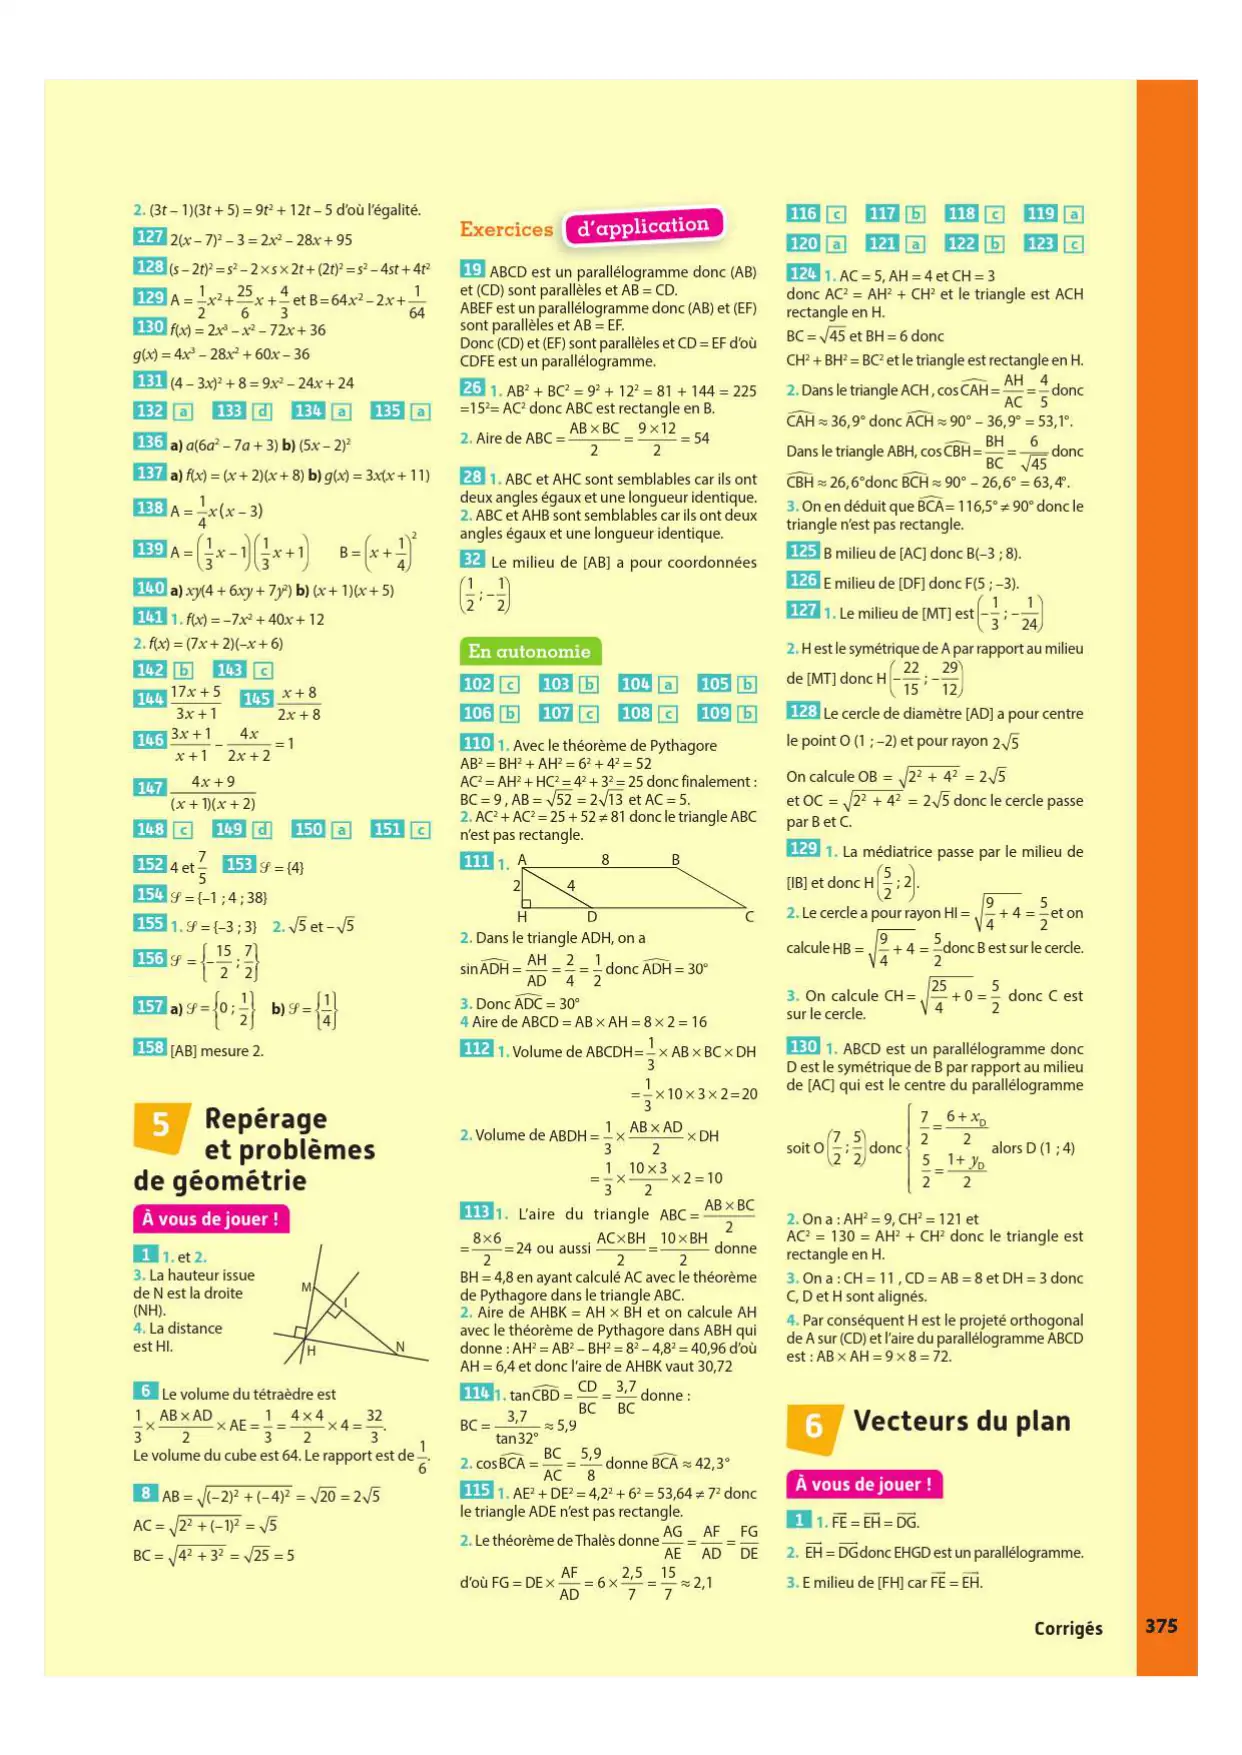 2. (3t – 1)(3t + 5) = 9t² + 12t – 5 d'où l'égalité.
127 2(x – 7)² – 3 = 2x² – 28x + 95
128 (s – 2t)² = s² – 2 × s × 2t + (2t)² = s² – 4st + 4t²
129 A = 1/2 x² + 25/6 x + 4/3 et B = 64x² – 2x + 1/64
130 f(x) = 2x³ – x² – 72x + 36
g(x) = 4x³ – 28x² + 60x – 36
131 (4 – 3x)² + 8 = 9x² – 24x + 24
132 a 133 d 134 a 135 a
136 a) a(6a² – 7a + 3) b) (5x – 2)²
137 a) f(x) = (x + 2)(x + 8) b) g(x) = 3x(x + 11)
138 A = 1/4 x(x – 3)
139 A = (1/3 x – 1)(1/3 x + 1) B = (x + 1/4)²
140 a) xy(4 + 6xy + 7y²) b) (x + 1)(x + 5)
141 1. f(x) = –7x² + 40x + 12
2. f(x) = (7x + 2)(–x + 6)
142 b 143 c
144 (17x + 5)/(3x + 1) 145 (x + 8)/(2x + 8)
146 (3x + 1)/(x + 1) – 4x/(2x + 2) = 1
147 (4x + 9)/((x + 1)(x + 2))
148 c 149 d 150 a 151 c
152 4 et 7/5 153 𝒮 = {4}
154 𝒮 = {–1 ; 4 ; 38}
155 1. 𝒮 = {–3 ; 3} 2. √5 et –√5
156 𝒮 = {–15/2 ; 7/2}
157 a) 𝒮 = {0 ; 1/2} b) 𝒮 = {1/4}
158 [AB] mesure 2.
5 Repérage
et problèmes
de géométrie
À vous de jouer !
1 1. et 2.
3. La hauteur issue
de N est la droite
(NH).
4. La distance
est HI.
M
I
H
N
6 Le volume du tétraèdre est
1/3 × (AB × AD)/2 × AE = 1/3 = (4 × 4)/2 × 4 = 32/3.
Le volume du cube est 64. Le rapport est de 1/6.
8 AB = √((–2)² + (–4)²) = √20 = 2√5
AC = √(2² + (–1)²) = √5
BC = √(4² + 3²) = √25 = 5
Exercices d'application
19 ABCD est un parallélogramme donc (AB)
et (CD) sont parallèles et AB = CD.
ABEF est un parallélogramme donc (AB) et (EF)
sont parallèles et AB = EF.
Donc (CD) et (EF) sont parallèles et CD = EF d'où
CDFE est un parallélogramme.
26 1. AB² + BC² = 9² + 12² = 81 + 144 = 225
=15²= AC² donc ABC est rectangle en B.
2. Aire de ABC = (AB × BC)/2 = (9 × 12)/2 = 54
28 1. ABC et AHC sont semblables car ils ont
deux angles égaux et une longueur identique.
2. ABC et AHB sont semblables car ils ont deux
angles égaux et une longueur identique.
32 Le milieu de [AB] a pour coordonnées
(1/2 ; –1/2)
En autonomie
102 c 103 b 104 a 105 b
106 b 107 c 108 c 109 b
110 1. Avec le théorème de Pythagore
AB² = BH² + AH² = 6² + 4² = 52
AC² = AH² + HC² = 4² + 3² = 25 donc finalement :
BC = 9 , AB = √52 = 2√13 et AC = 5.
2. AC² + AC² = 25 + 52 ≠ 81 donc le triangle ABC
n'est pas rectangle.
111 1. A 8 B
2 4
H D C
2. Dans le triangle ADH, on a
sin ADH = AH/AD = 2/4 = 1/2 donc ADH = 30°
3. Donc ADC = 30°
4 Aire de ABCD = AB × AH = 8 × 2 = 16
112 1. Volume de ABCDH = 1/3 × AB × BC × DH
= 1/3 × 10 × 3 × 2 = 20
2. Volume de ABDH = 1/3 × (AB × AD)/2 × DH
= 1/3 × (10 × 3)/2 × 2 = 10
113 1. L'aire du triangle ABC = (AB × BC)/2
= (8×6)/2 = 24 ou aussi (AC×BH)/2 = (10×BH)/2 donne
BH = 4,8 en ayant calculé AC avec le théorème
de Pythagore dans le triangle ABC.
2. Aire de AHBK = AH × BH et on calcule AH
avec le théorème de Pythagore dans ABH qui
donne : AH² = AB² – BH² = 8² – 4,8² = 40,96 d'où
AH = 6,4 et donc l'aire de AHBK vaut 30,72
114 1. tan CBD = CD/BC = 3,7/BC donne :
BC = 3,7/tan 32° ≈ 5,9
2. cos BCA = BC/AC = 5,9/8 donne BCA ≈ 42,3°
115 1. AE² + DE² = 4,2² + 6² = 53,64 ≠ 7² donc
le triangle ADE n'est pas rectangle.
2. Le théorème de Thalès donne AG/AE = AF/AD = FG/DE
d'où FG = DE × AF/AD = 6 × 2,5/7 = 15/7 ≈ 2,1
116 c 117 b 118 c 119 a
120 a 121 a 122 b 123 c
124 1. AC = 5, AH = 4 et CH = 3
donc AC² = AH² + CH² et le triangle est ACH
rectangle en H.
BC = √45 et BH = 6 donc
CH² + BH² = BC² et le triangle est rectangle en H.
2. Dans le triangle ACH , cos CAH = AH/AC = 4/5 donc
CAH ≈ 36,9° donc ACH ≈ 90° – 36,9° = 53,1°.
Dans le triangle ABH, cos CBH = BH/BC = 6/√45 donc
CBH ≈ 26,6°donc BCH ≈ 90° – 26,6° = 63,4°.
3. On en déduit que BCA = 116,5° ≠ 90° donc le
triangle n'est pas rectangle.
125 B milieu de [AC] donc B(–3 ; 8).
126 E milieu de [DF] donc F(5 ; –3).
127 1. Le milieu de [MT] est (–1/3 ; –1/24)
2. H est le symétrique de A par rapport au milieu
de [MT] donc H (–22/15 ; –29/12)
128 Le cercle de diamètre [AD] a pour centre
le point O (1 ; –2) et pour rayon 2√5
On calcule OB = √(2² + 4²) = 2√5
et OC = √(2² + 4²) = 2√5 donc le cercle passe
par B et C.
129 1. La médiatrice passe par le milieu de
[IB] et donc H (5/2 ; 2).
2. Le cercle a pour rayon HI = √(9/4 + 4) = 5/2 et on
calcule HB = √(9/4 + 4) = 5/2 donc B est sur le cercle.
3. On calcule CH = √(25/4 + 0) = 5/2 donc C est
sur le cercle.
130 1. ABCD est un parallélogramme donc
D est le symétrique de B par rapport au milieu
de [AC] qui est le centre du parallélogramme
soit O (7/2 ; 5/2) donc { 7/2 = (6 + x_D)/2 ; 5/2 = (1 + y_D)/2 alors D (1 ; 4)
2. On a : AH² = 9, CH² = 121 et
AC² = 130 = AH² + CH² donc le triangle est
rectangle en H.
3. On a : CH = 11 , CD = AB = 8 et DH = 3 donc
C, D et H sont alignés.
4. Par conséquent H est le projeté orthogonal
de A sur (CD) et l'aire du parallélogramme ABCD
est : AB × AH = 9 × 8 = 72.
6 Vecteurs du plan
À vous de jouer !
1 1. FE = EH = DG.
2. EH = DG donc EHGD est un parallélogramme.
3. E milieu de [FH] car FE = EH.
Corrigés 375